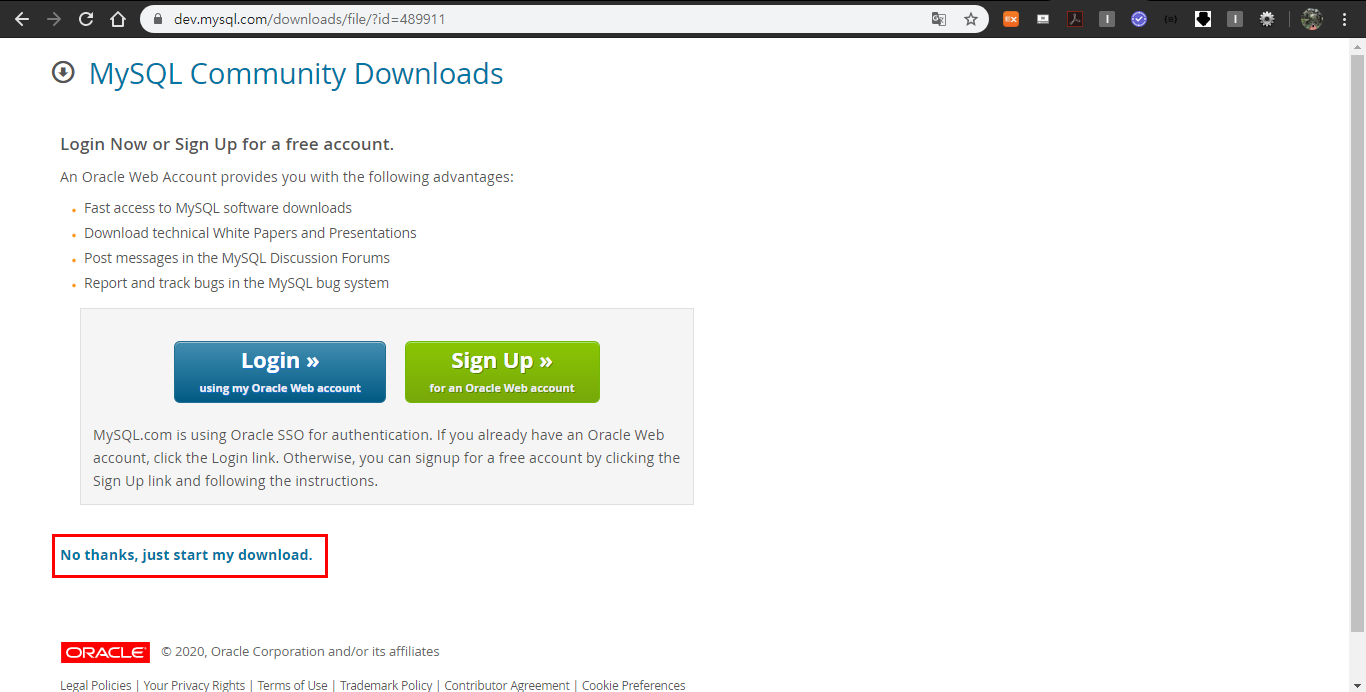 dev.mysql.com/downloads/file/?id=489911
MySQL Community Downloads
Login Now or Sign Up for a free account.
An Oracle Web Account provides you with the following advantages:
Fast access to MySQL software downloads
Download technical White Papers and Presentations
Post messages in the MySQL Discussion Forums
Report and track bugs in the MySQL bug system
Login »
using my Oracle Web account
Sign Up »
for an Oracle Web account
MySQL.com is using Oracle SSO for authentication. If you already have an Oracle Web
account, click the Login link. Otherwise, you can signup for a free account by clicking the
Sign Up link and following the instructions.
No thanks, just start my download.
ORACLE © 2020, Oracle Corporation and/or its affiliates
Legal Policies | Your Privacy Rights | Terms of Use | Trademark Policy | Contributor Agreement | Cookie Preferences